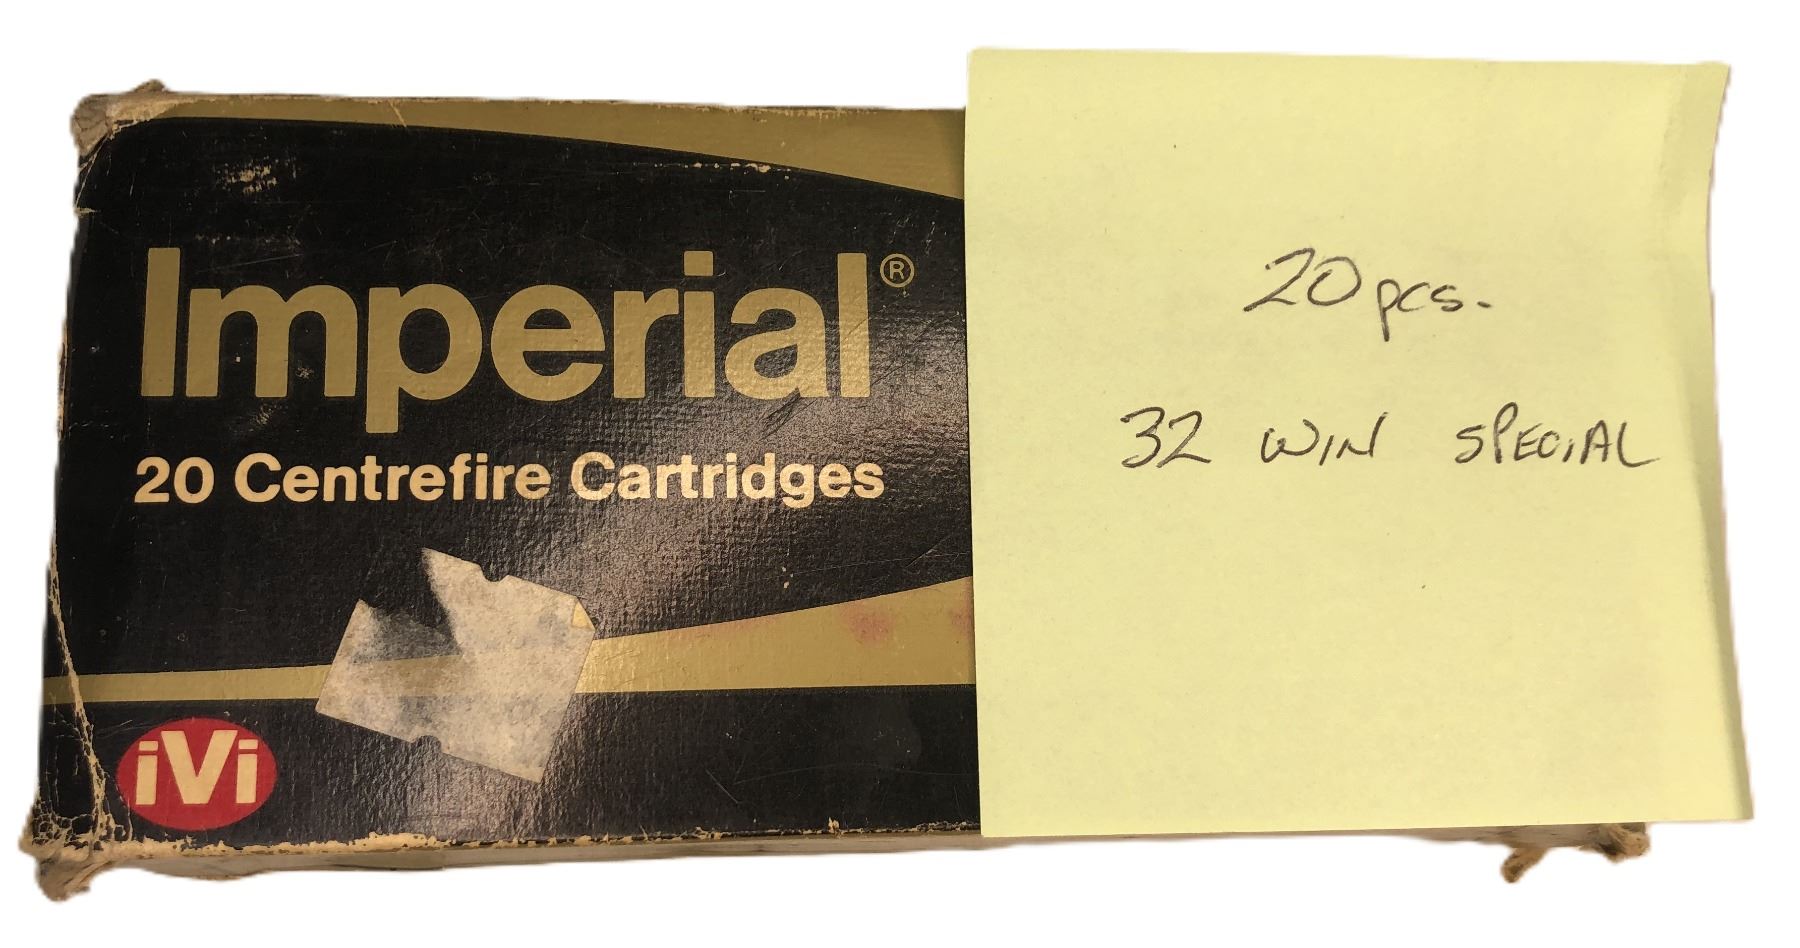 Imperial®
20 Centrefire Cartridges
iVi
20 pcs.
32 WIN SPECIAL